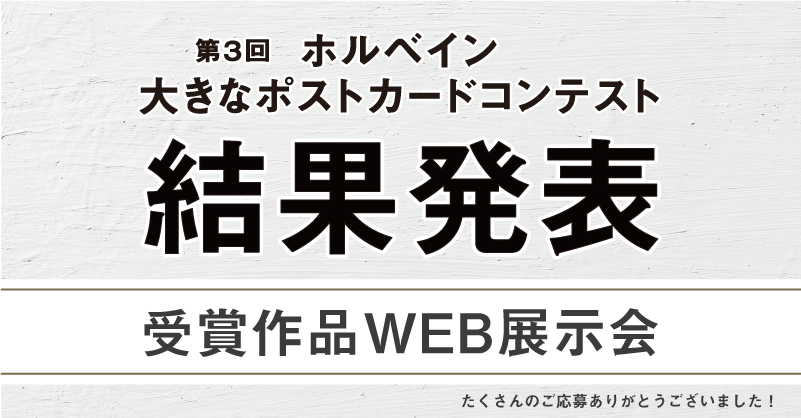 第3回 ホルベイン
大きなポストカードコンテスト
結果発表
受賞作品WEB展示会
たくさんのご応募ありがとうございました！